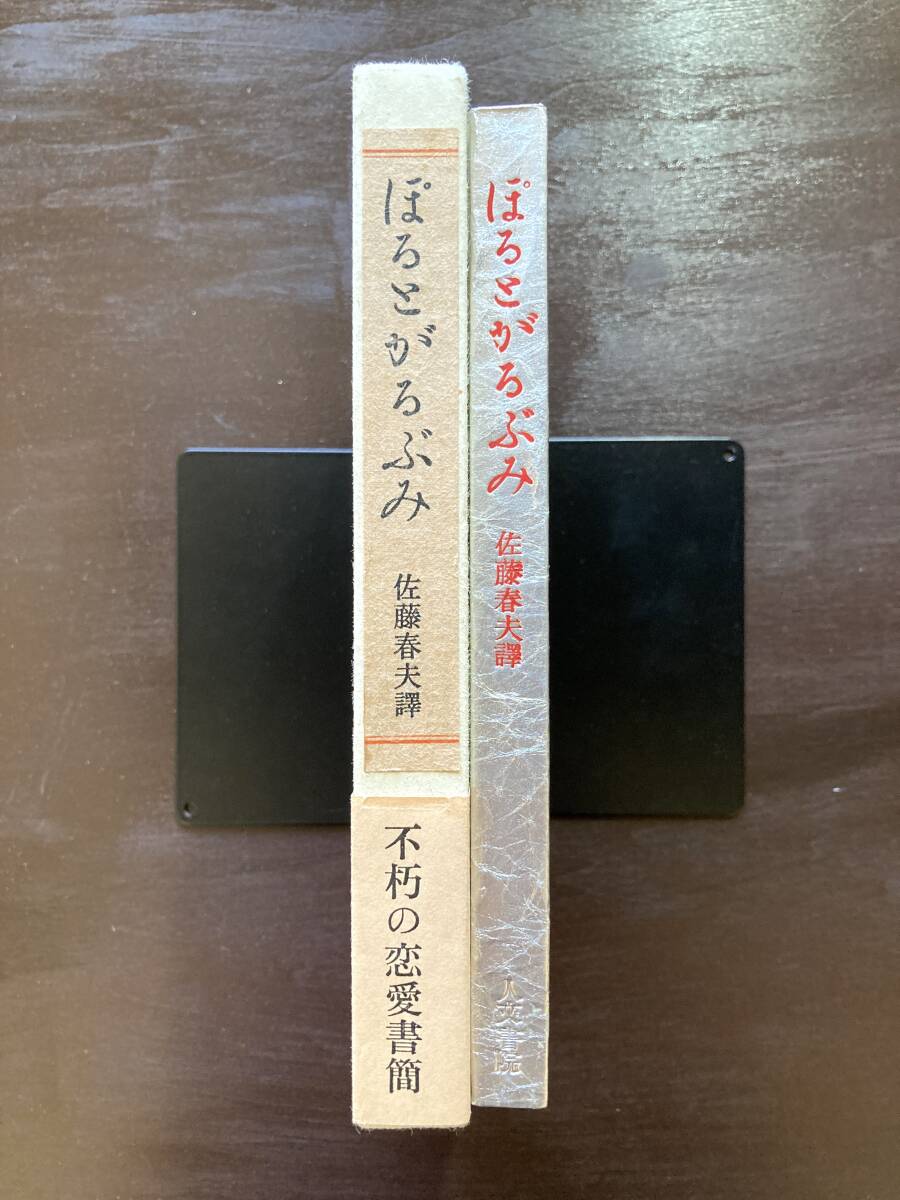 ぽるとがるぶみ
佐藤春夫譯
不朽の恋愛書簡
ぽるとがるぶみ
佐藤春夫譯
人文書院